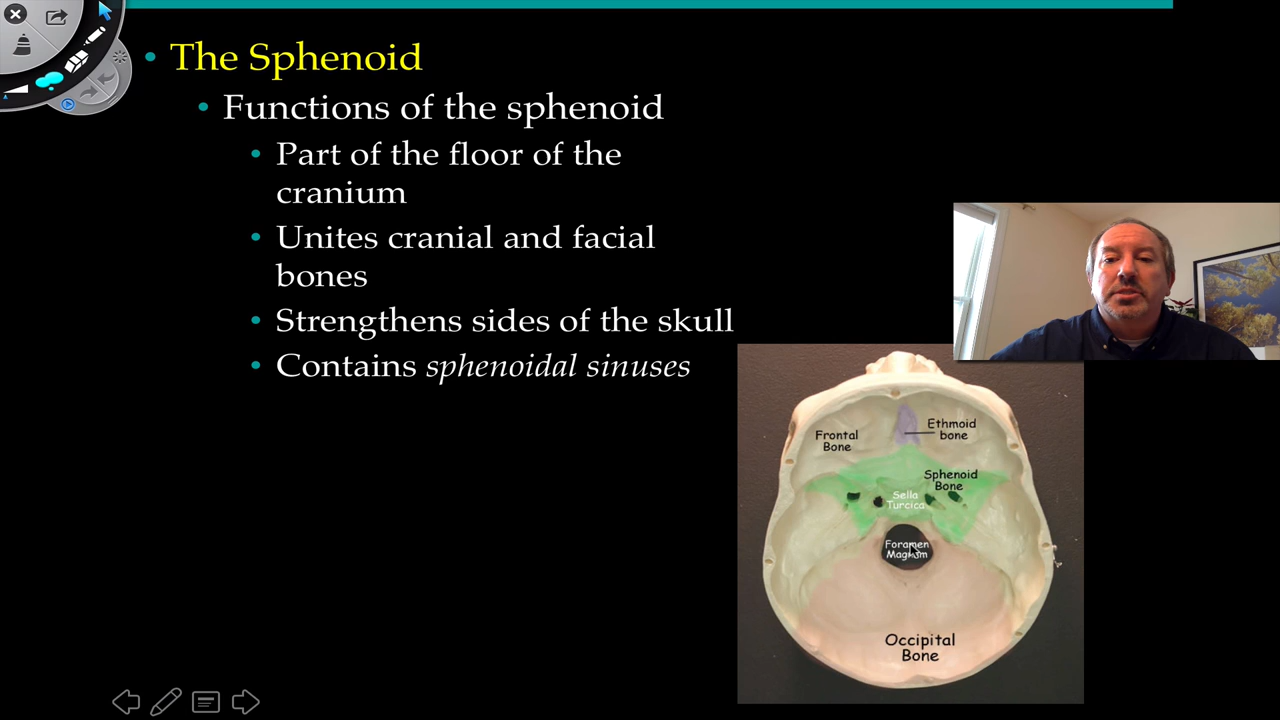 The Sphenoid
Functions of the sphenoid
Part of the floor of the
cranium
Unites cranial and facial
bones
Strengthens sides of the skull
Contains sphenoidal sinuses
Ethmoid
bone
Frontal
Bone
Sphenoid
Bone
Sella
Turcica
Foramen
Magnum
Occipital
Bone